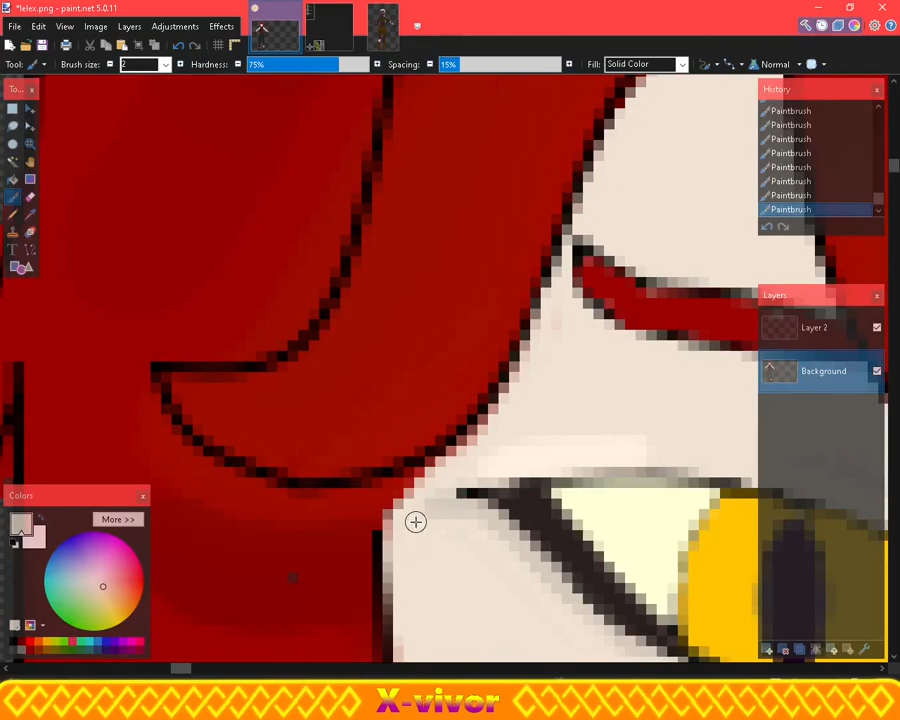 *lelex.png - paint.net 5.0.11
File Edit View Image Layers Adjustments Effects
Tool: Brush size: 2 Hardness: 75% Spacing: 15% Fill: Solid Color Normal
To... x
History x
Paintbrush
Paintbrush
Paintbrush
Paintbrush
Paintbrush
Paintbrush
Paintbrush
Paintbrush
Layers x
Layer 2
Background
Colors x
More >>
X-vivor